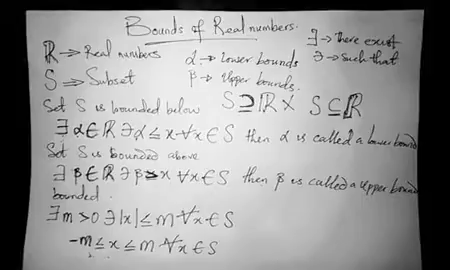 Bounds of Real numbers.
ℝ → Real numbers
α → Lower bounds
∃ → There exist
∋ → Such that
S ⇒ Subset
β → Upper bounds.
Set S is bounded below S ⊇ ℝ X S ⊆ ℝ
∃ α ∈ ℝ ∋ α ≤ x ∀ x ∈ S then α is called a lower bound
Set S is bounded above
∃ β ∈ ℝ ∋ β ≥ x ∀ x ∈ S then β is called a upper bound
bounded.
∃ m > 0 ∋ |x| ≤ m ∀ x ∈ S
-m ≤ x ≤ m ∀ x ∈ S